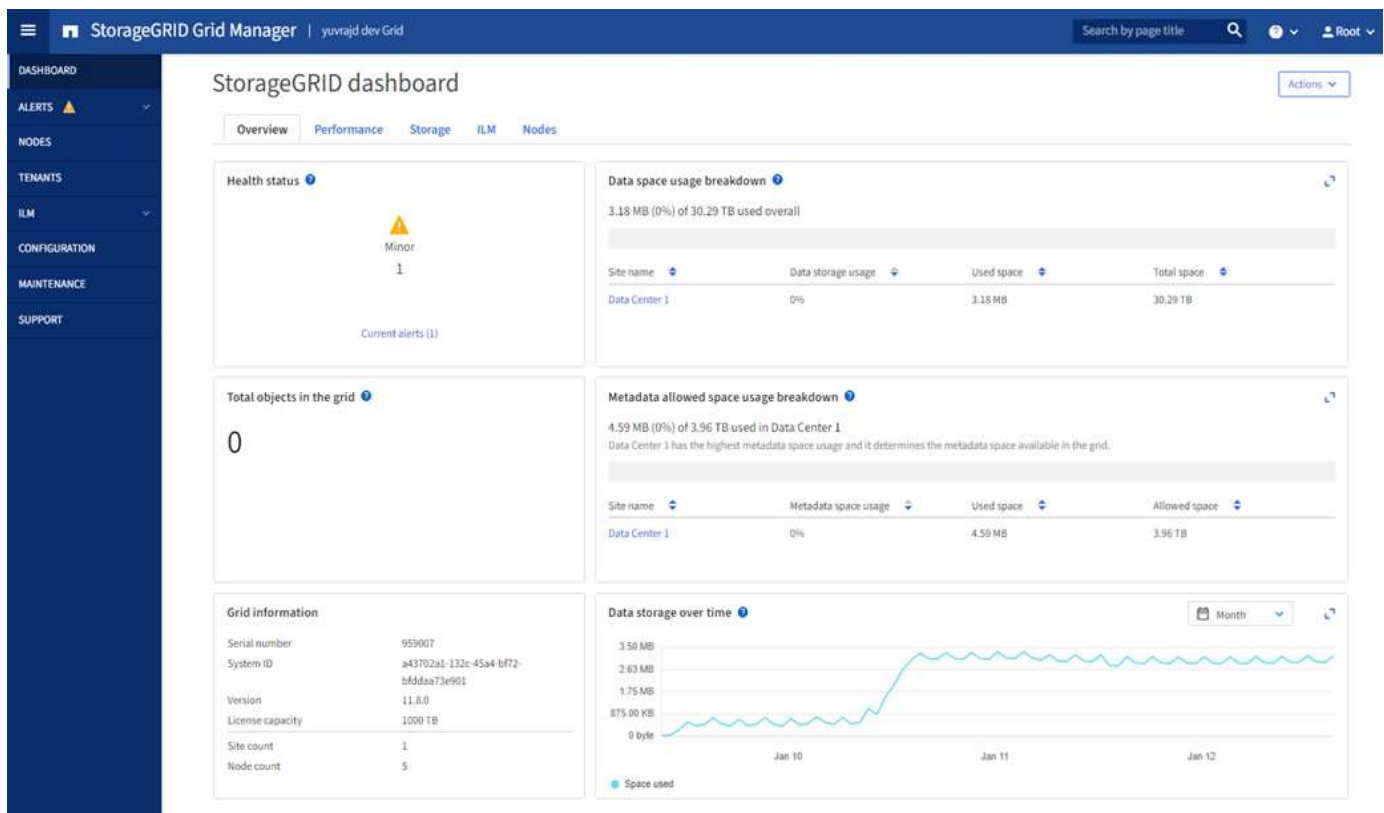 StorageGRID Grid Manager | yuvrajd dev Grid
Search by page title
Root
DASHBOARD
ALERTS
NODES
TENANTS
ILM
CONFIGURATION
MAINTENANCE
SUPPORT
StorageGRID dashboard
Actions
Overview Performance Storage ILM Nodes
Health status
Minor
1
Current alerts (1)
Data space usage breakdown
3.18 MB (0%) of 30.29 TB used overall
Site name Data storage usage Used space Total space
Data Center 1 0% 3.18 MB 30.29 TB
Total objects in the grid
0
Metadata allowed space usage breakdown
4.59 MB (0%) of 3.96 TB used in Data Center 1
Data Center 1 has the highest metadata space usage and it determines the metadata space available in the grid.
Site name Metadata space usage Used space Allowed space
Data Center 1 0% 4.59 MB 3.96 TB
Grid information
Serial number 959007
System ID a43702a1-132c-45a4-bf72-
bfddaa73e901
Version 11.8.0
License capacity 1000 TB
Site count 1
Node count 5
Data storage over time
Month
3.50 MB
2.63 MB
1.75 MB
875.00 KB
0 byte
Jan 10 Jan 11 Jan 12
Space used